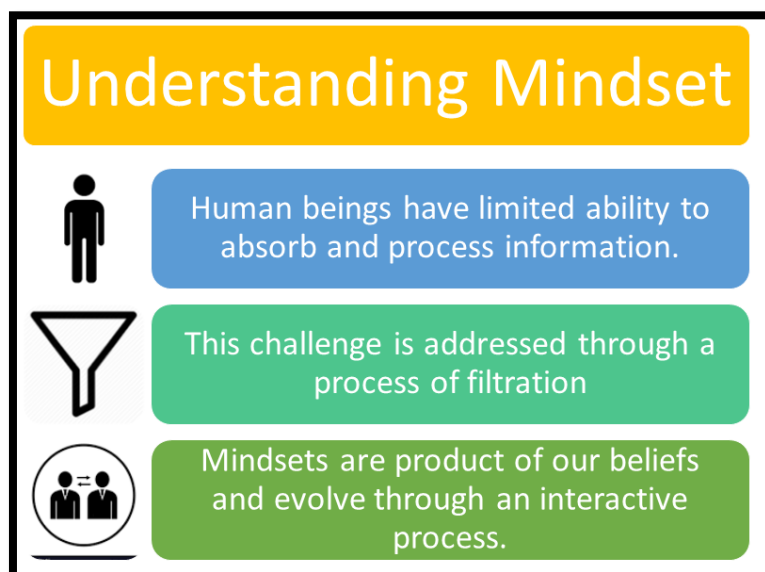 Understanding Mindset
Human beings have limited ability to
absorb and process information.
This challenge is addressed through a
process of filtration
Mindsets are product of our beliefs
and evolve through an interactive
process.